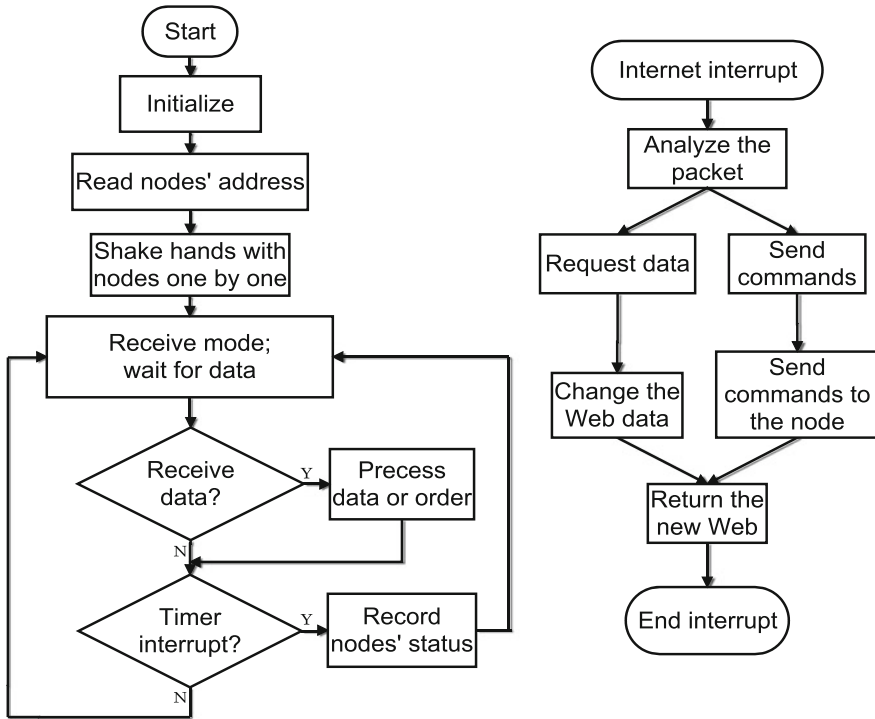 Start
Initialize
Read nodes' address
Shake hands with
nodes one by one
Receive mode;
wait for data
Receive
data?
Y
Precess
data or order
N
Timer
interrupt?
Y
Record
nodes' status
N
Internet interrupt
Analyze the
packet
Request data
Send
commands
Change the
Web data
Send
commands to
the node
Return the
new Web
End interrupt